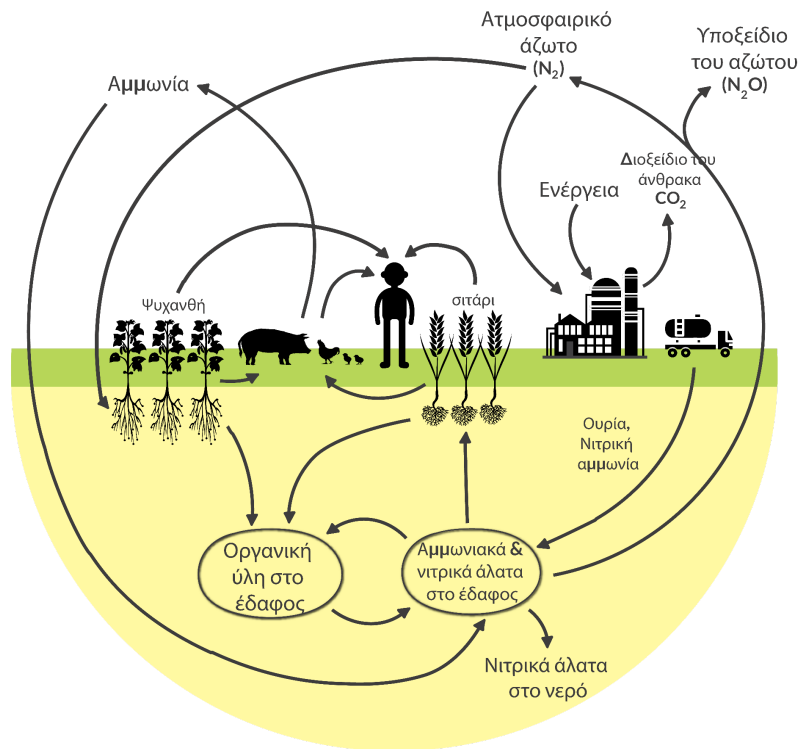 Ατμοσφαιρικό
άζωτο
(N₂)
Υποξείδιο
του αζώτου
(N₂O)
Αμμωνία
Διοξείδιο του
άνθρακα
CO₂
Ενέργεια
Ψυχανθή
σιτάρι
Ουρία,
Νιτρική
αμμωνία
Οργανική
ύλη στο
έδαφος
Αμμωνιακά &
νιτρικά άλατα
στο έδαφος
Νιτρικά άλατα
στο νερό